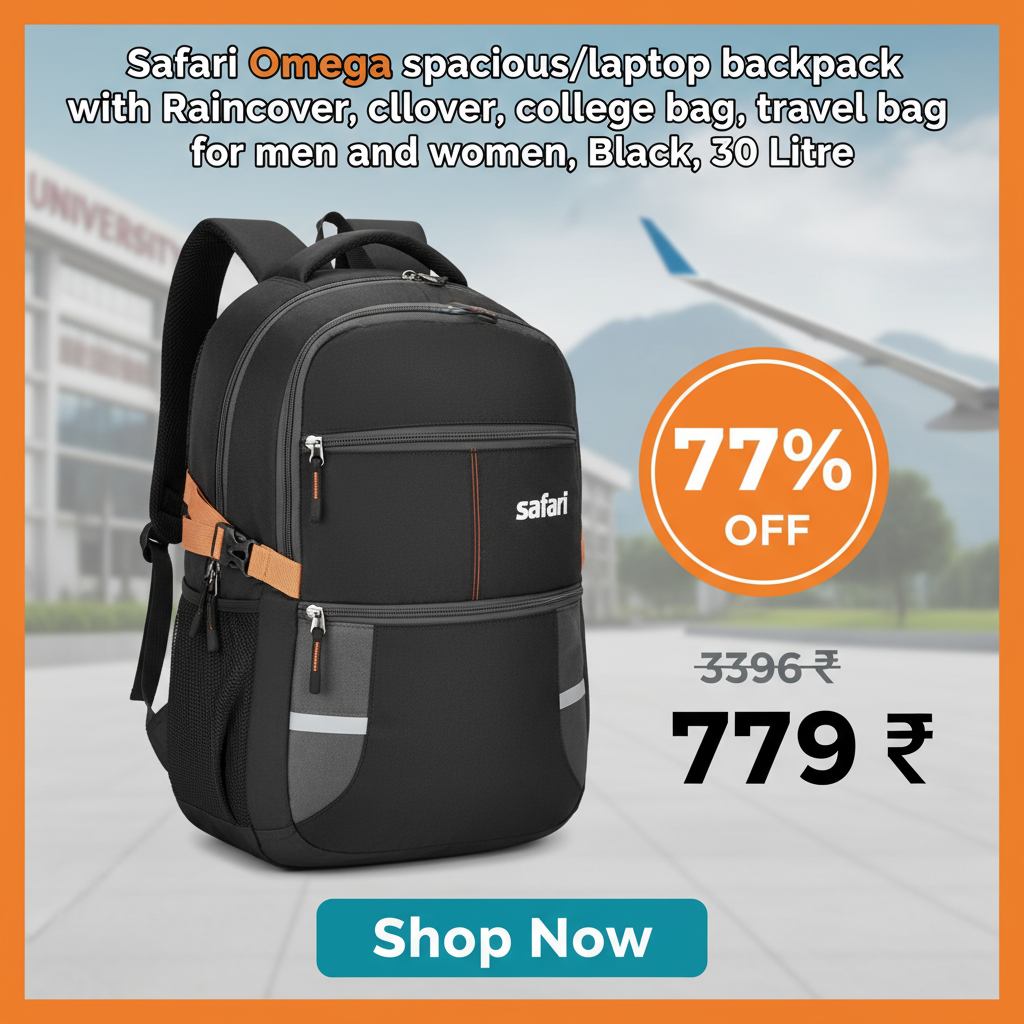 Safari Omega spacious/laptop backpack
with Raincover, cllover, college bag, travel bag
for men and women, Black, 30 Litre
UNIVERSITY
safari
77%
OFF
3396 ₹
779 ₹
Shop Now